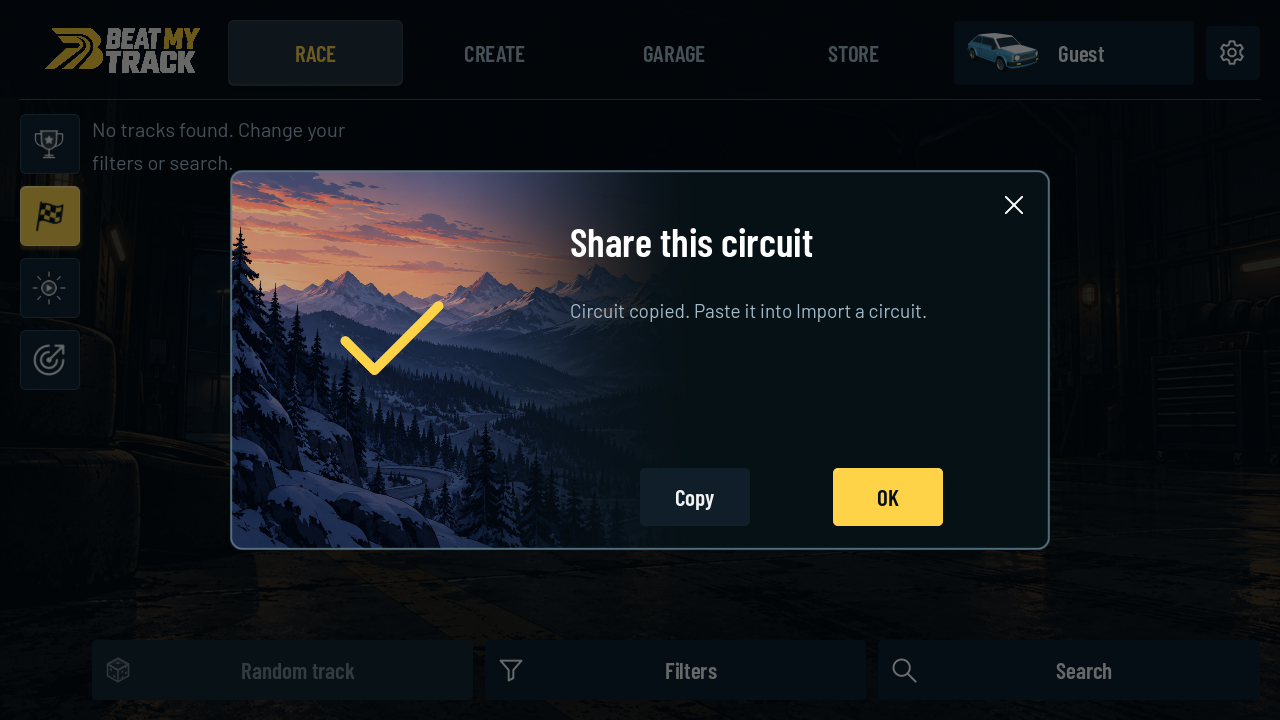 BEAT MY
TRACK
RACE
CREATE
GARAGE
STORE
Guest
No tracks found. Change your
filters or search.
Share this circuit
Circuit copied. Paste it into Import a circuit.
Copy
OK
Random track
Filters
Search